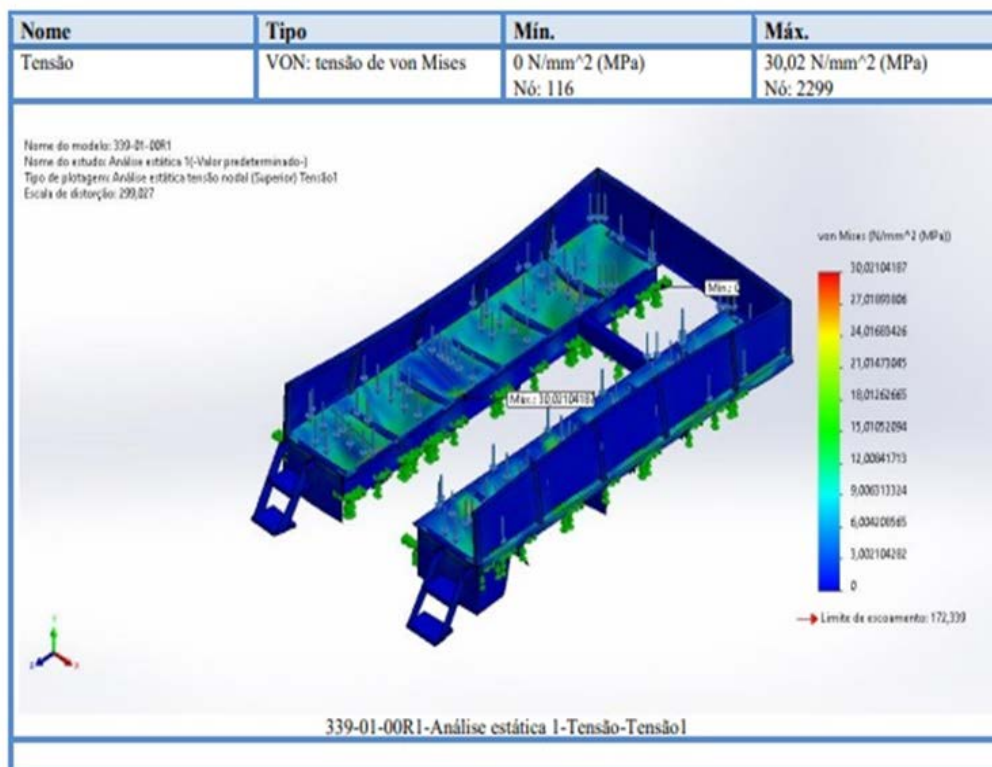 Nome Tipo Mín. Máx.
Tensão VON: tensão de von Mises 0 N/mm^2 (MPa) 30,02 N/mm^2 (MPa)
Nó: 116 Nó: 2299
Nome do modelo: 339-01-00R1
Nome do estudo: Análise estática 1(-Valor predeterminado-)
Tipo de plotagem: Análise estática tensão nodal (Superior) Tensão1
Escala de distorção: 299,027
von Mises (N/mm^2 (MPa))
30,02104187
27,01893806
24,01683426
21,01473045
18,01262665
15,01052094
12,00841713
9,006313324
6,004208565
3,002104282
0
Limite de escoamento: 172,339
Mín.: 0
Máx.: 30,02104187
339-01-00R1-Análise estática 1-Tensão-Tensão1